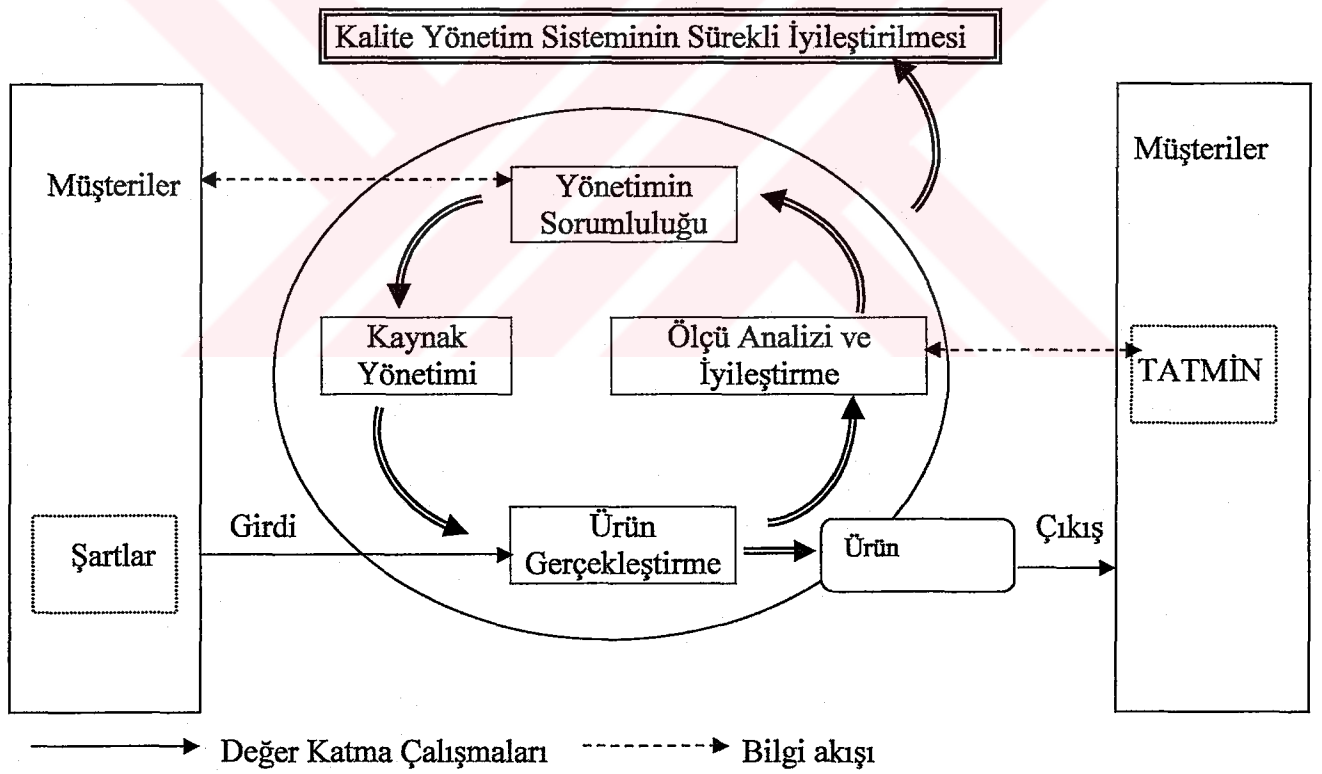 Kalite Yönetim Sisteminin Sürekli İyileştirilmesi
Müşteriler
Müşteriler
Yönetimin
Sorumluluğu
Kaynak
Yönetimi
Ölçü Analizi ve
İyileştirme
TATMİN
Şartlar
Girdi
Ürün
Gerçekleştirme
Ürün
Çıkış
Değer Katma Çalışmaları
Bilgi akışı